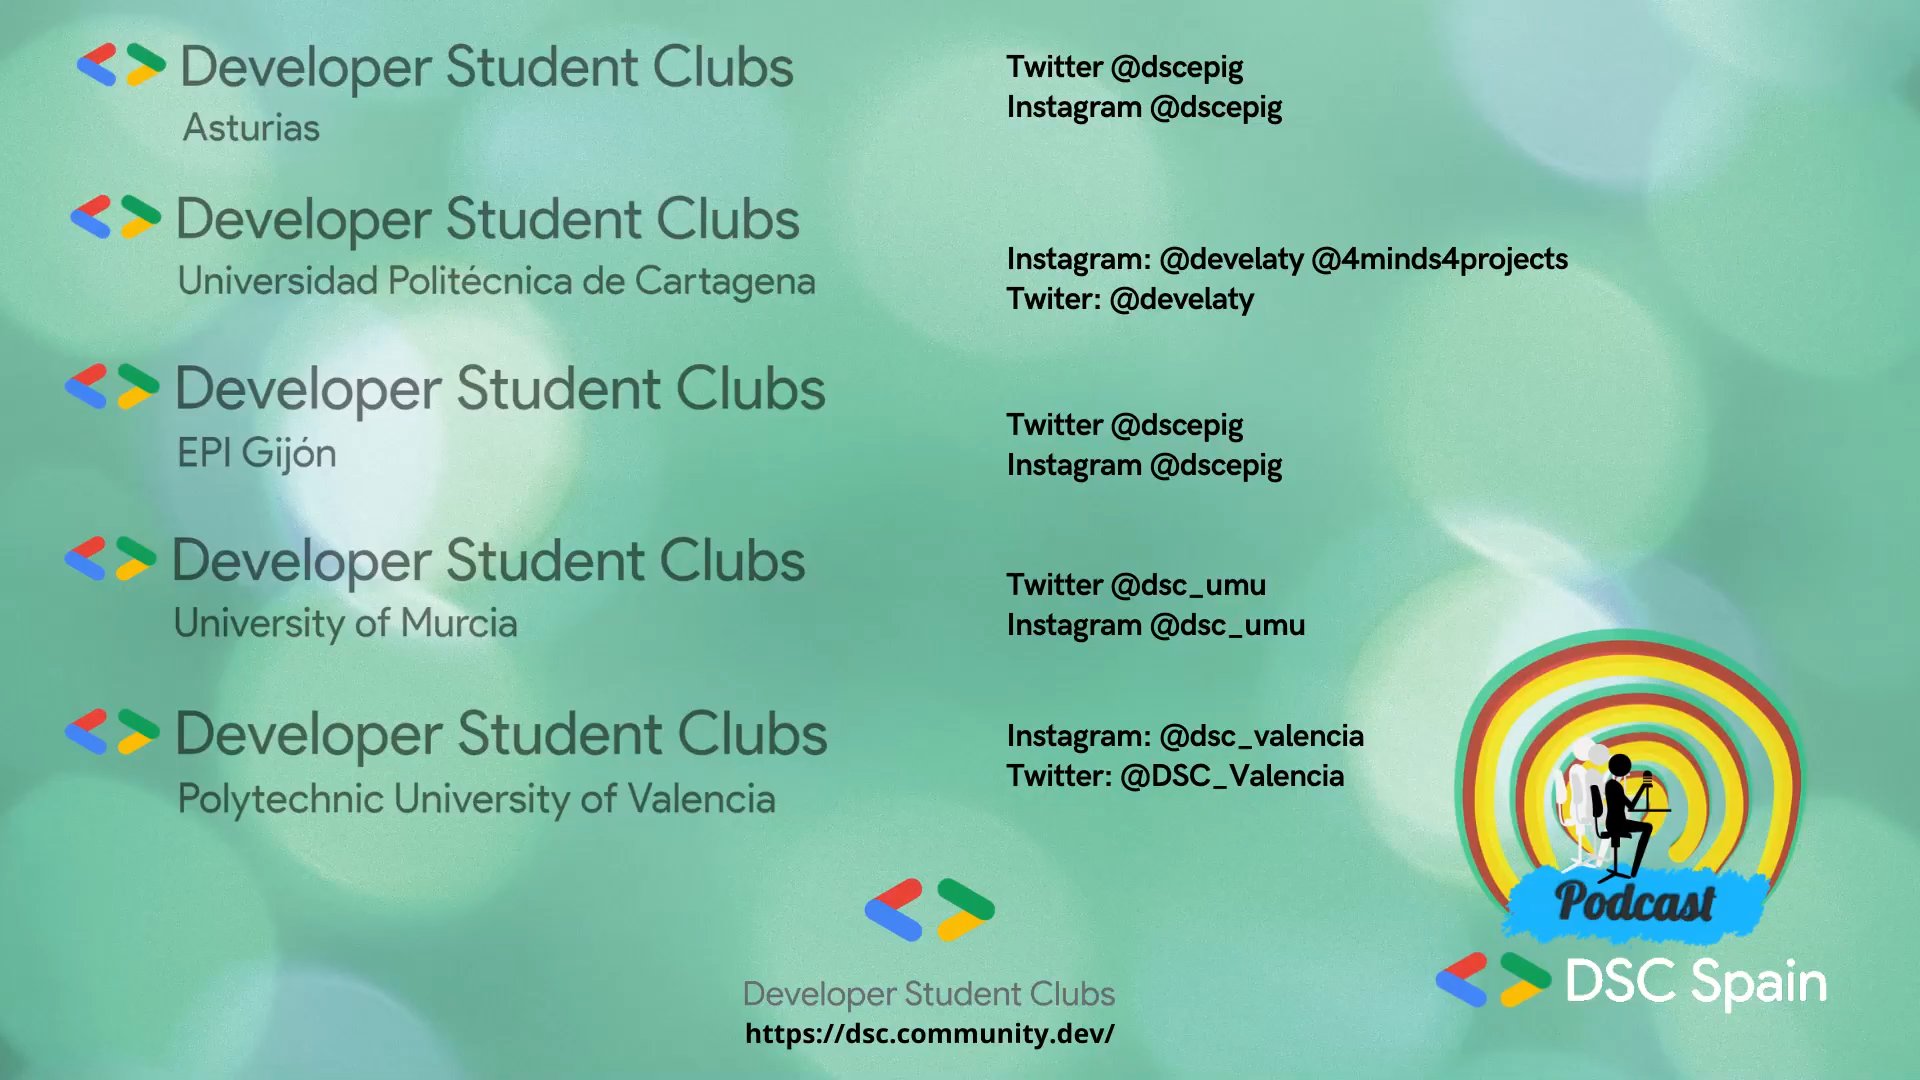 Developer Student Clubs
Asturias
Twitter @dscepig
Instagram @dscepig
Developer Student Clubs
Universidad Politécnica de Cartagena
Instagram: @develaty @4minds4projects
Twiter: @develaty
Developer Student Clubs
EPI Gijón
Twitter @dscepig
Instagram @dscepig
Developer Student Clubs
University of Murcia
Twitter @dsc_umu
Instagram @dsc_umu
Developer Student Clubs
Polytechnic University of Valencia
Instagram: @dsc_valencia
Twitter: @DSC_Valencia
Podcast
DSC Spain
Developer Student Clubs
https://dsc.community.dev/